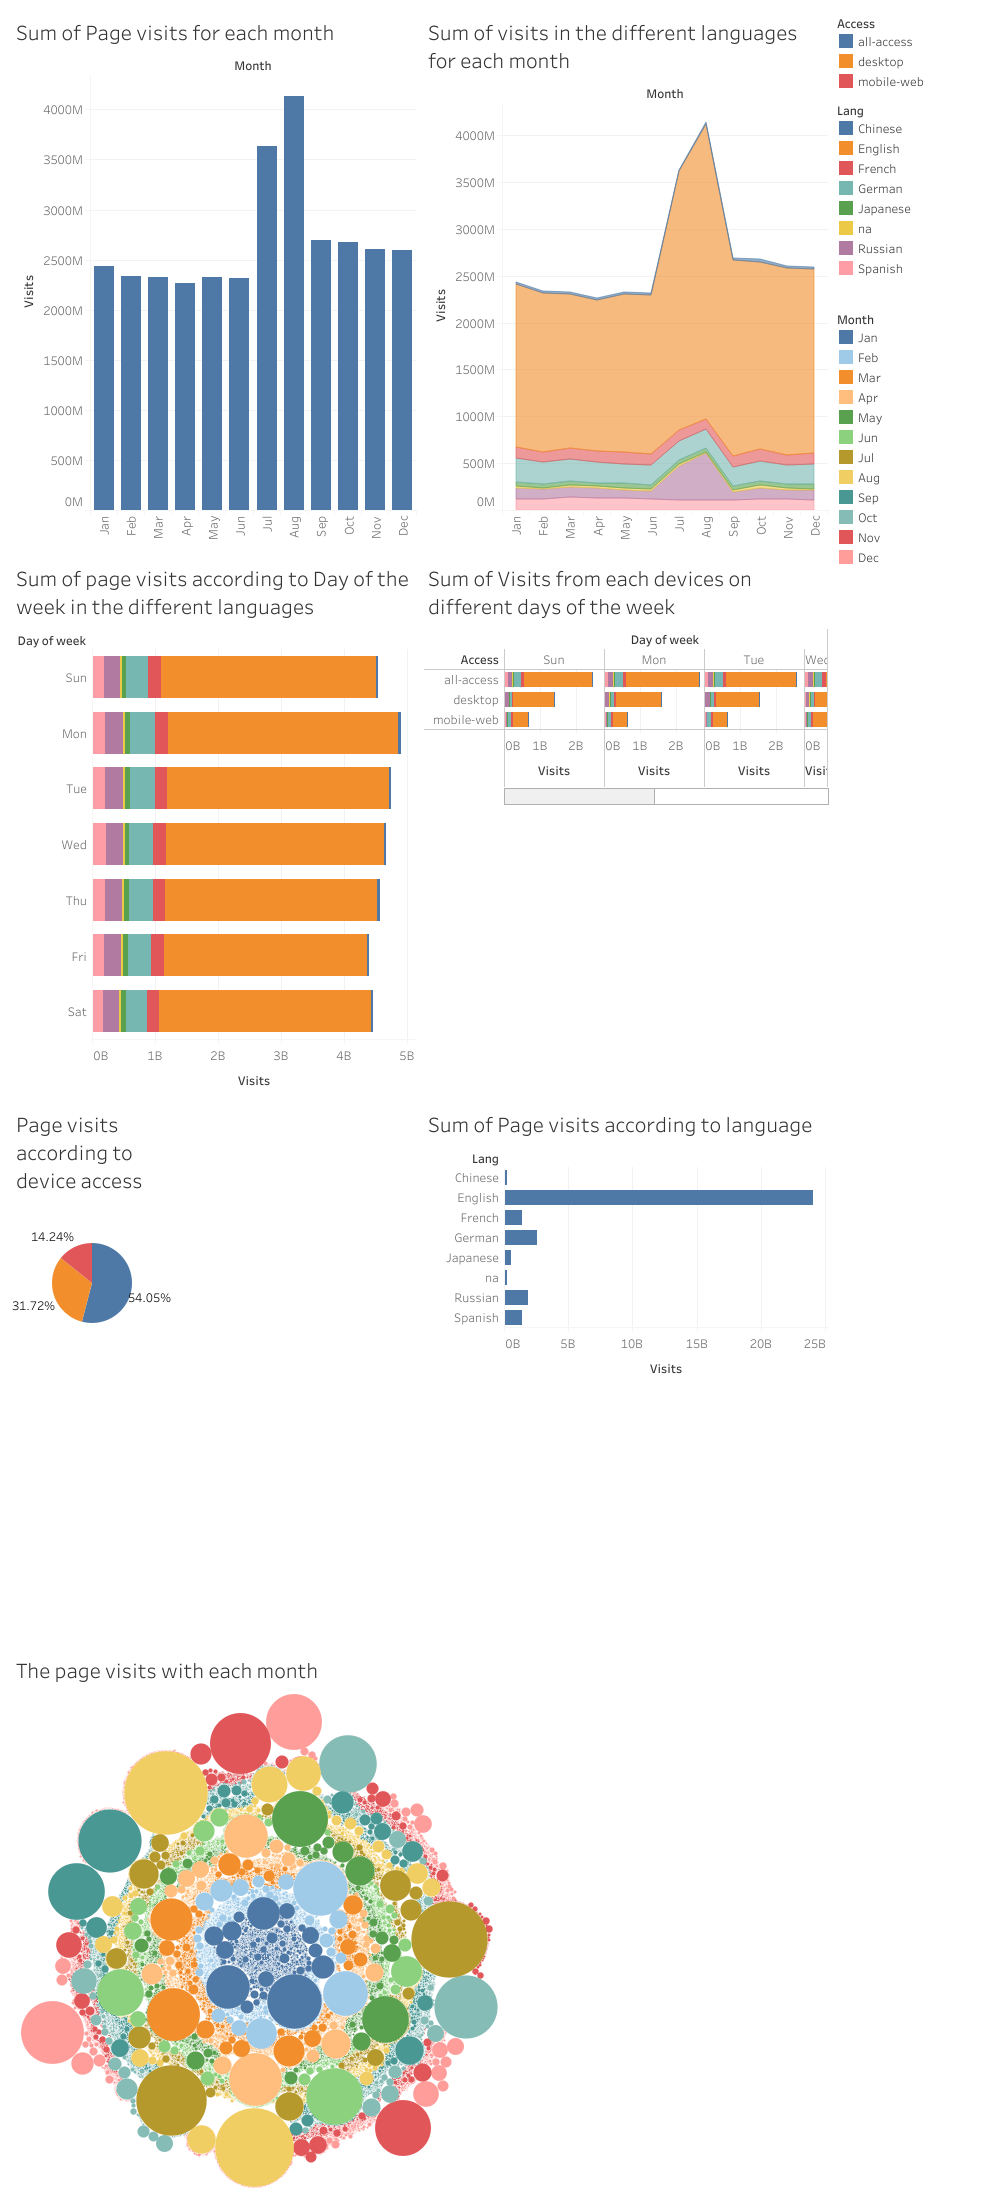 Sum of Page visits for each month
Month
4000M
3500M
3000M
2500M
2000M
1500M
1000M
500M
0M
Visits
Jan
Feb
Mar
Apr
May
Jun
Jul
Aug
Sep
Oct
Nov
Dec
Sum of visits in the different languages
for each month
Month
4000M
3500M
3000M
2500M
2000M
1500M
1000M
500M
0M
Visits
Jan
Feb
Mar
Apr
May
Jun
Jul
Aug
Sep
Oct
Nov
Dec
Access
all-access
desktop
mobile-web
Lang
Chinese
English
French
German
Japanese
na
Russian
Spanish
Month
Jan
Feb
Mar
Apr
May
Jun
Jul
Aug
Sep
Oct
Nov
Dec
Sum of page visits according to Day of the
week in the different languages
Day of week
Sun
Mon
Tue
Wed
Thu
Fri
Sat
0B 1B 2B 3B 4B 5B
Visits
Sum of Visits from each devices on
different days of the week
Day of week
Access Sun Mon Tue Wed
all-access
desktop
mobile-web
0B 1B 2B 0B 1B 2B 0B 1B 2B 0B
Visits Visits Visits Visi
Page visits
according to
device access
14.24%
54.05%
31.72%
Sum of Page visits according to language
Lang
Chinese
English
French
German
Japanese
na
Russian
Spanish
0B 5B 10B 15B 20B 25B
Visits
The page visits with each month